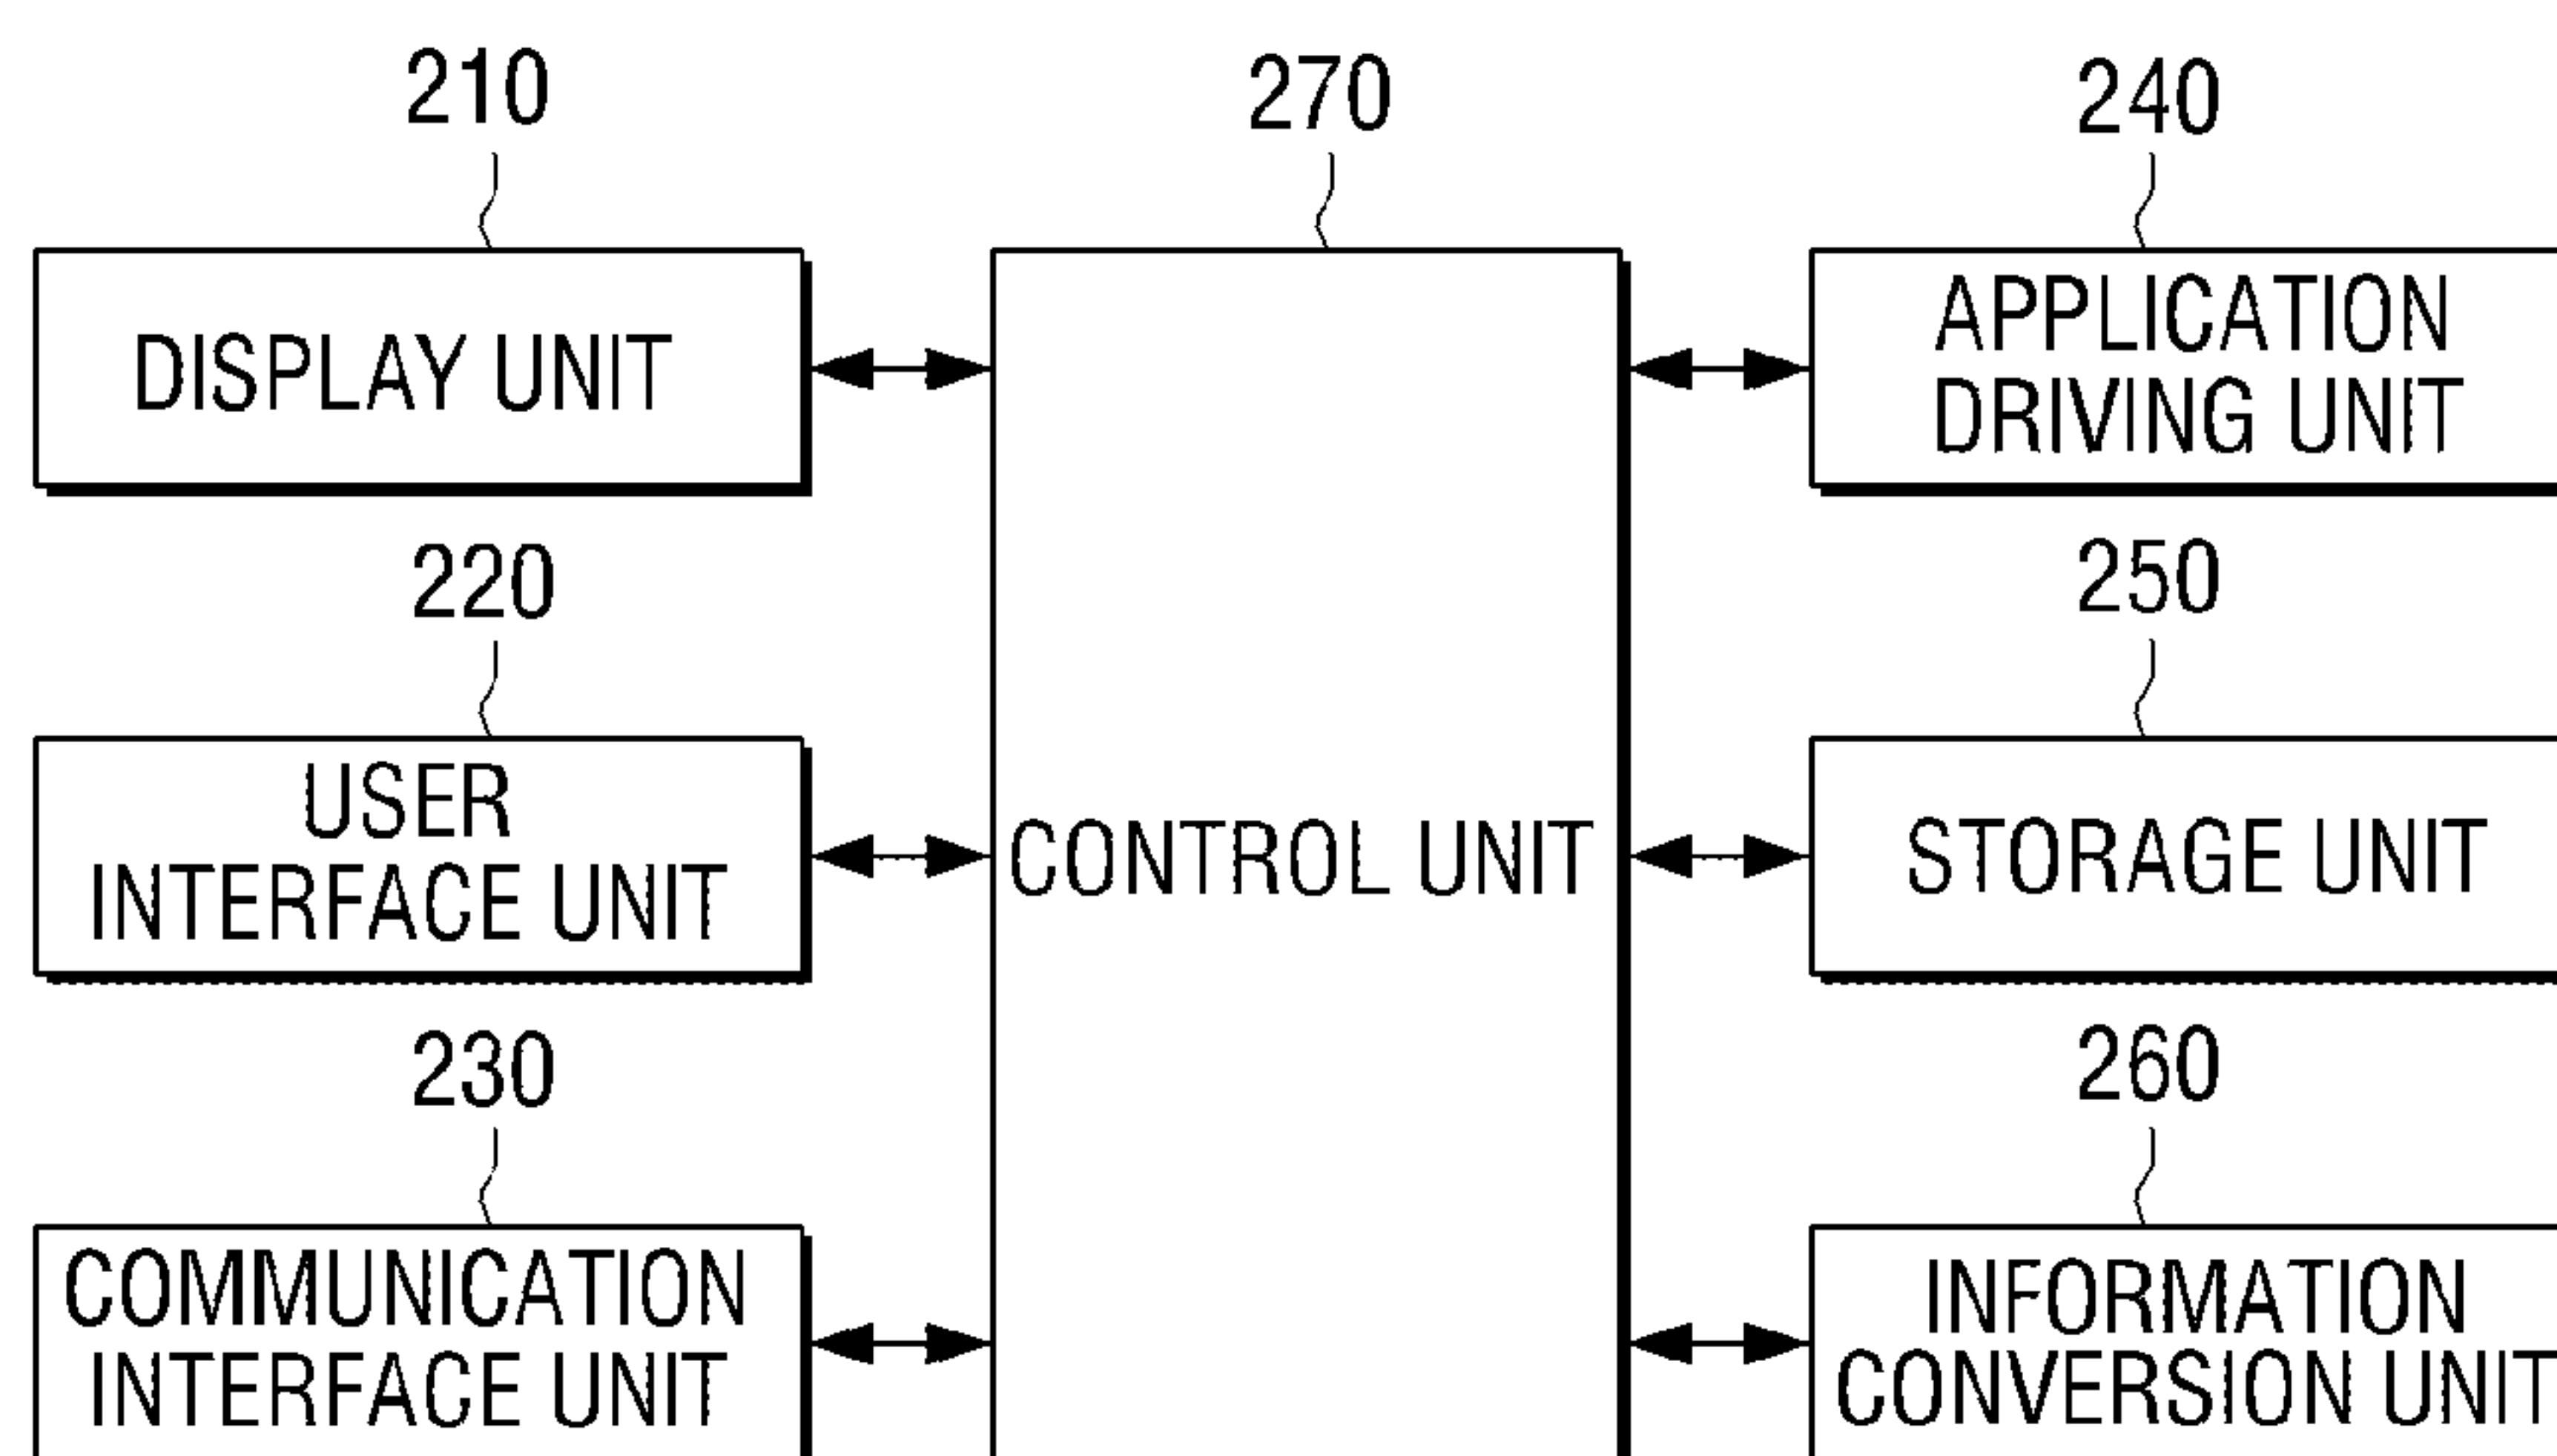 210
270
240
DISPLAY UNIT
APPLICATION
DRIVING UNIT
220
250
USER
INTERFACE UNIT
CONTROL UNIT
STORAGE UNIT
230
260
COMMUNICATION
INTERFACE UNIT
INFORMATION
CONVERSION UNIT